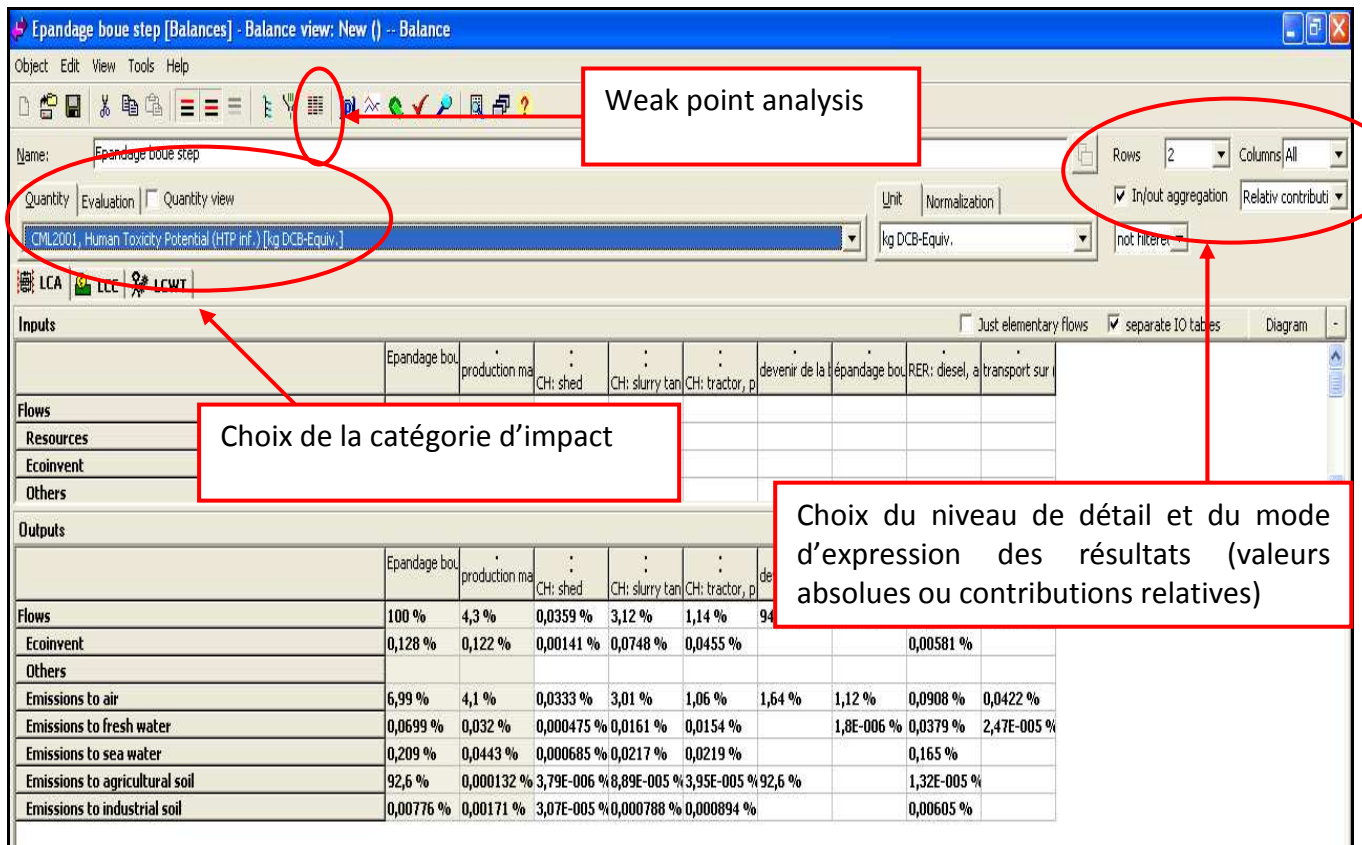 Epandage boue step [Balances] - Balance view: New () -- Balance
Object Edit View Tools Help
Weak point analysis
Name: Epandage boue step
Rows 2 Columns All
Quantity Evaluation Quantity view
Unit Normalization
In/out aggregation Relativ contributi
CML2001, Human Toxicity Potential (HTP inf.) [kg DCB-Equiv.]
kg DCB-Equiv.
not filtered
LCA LCC LCWT
Inputs Just elementary flows separate IO tables Diagram -
Epandage bou production ma CH: shed CH: slurry tan CH: tractor, p devenir de la b épandage bou RER: diesel, a transport sur
Flows
Resources
Ecoinvent
Others
Choix de la catégorie d'impact
Choix du niveau de détail et du mode
d'expression des résultats (valeurs
absolues ou contributions relatives)
Outputs
Epandage bou production ma CH: shed CH: slurry tan CH: tractor, p de
Flows 100 % 4,3 % 0,0359 % 3,12 % 1,14 % 94
Ecoinvent 0,128 % 0,122 % 0,00141 % 0,0748 % 0,0455 % 0,00581 %
Others
Emissions to air 6,99 % 4,1 % 0,0333 % 3,01 % 1,06 % 1,64 % 1,12 % 0,0908 % 0,0422 %
Emissions to fresh water 0,0699 % 0,032 % 0,000475 % 0,0161 % 0,0154 % 1,8E-006 % 0,0379 % 2,47E-005 %
Emissions to sea water 0,209 % 0,0443 % 0,000685 % 0,0217 % 0,0219 % 0,165 %
Emissions to agricultural soil 92,6 % 0,000132 % 3,79E-006 % 8,89E-005 % 3,95E-005 % 92,6 % 1,32E-005 %
Emissions to industrial soil 0,00776 % 0,00171 % 3,07E-005 % 0,000788 % 0,000894 % 0,00605 %